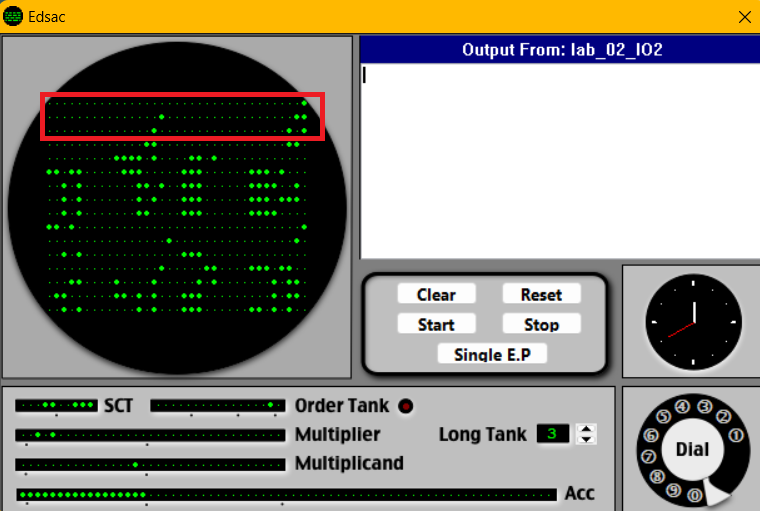 Edsac
Output From: lab_02_IO2
Clear Reset
Start Stop
Single E.P
SCT Order Tank
Multiplier Long Tank 3
Multiplicand
Acc
4 3 2 1 5 6 7 8 9 0
Dial